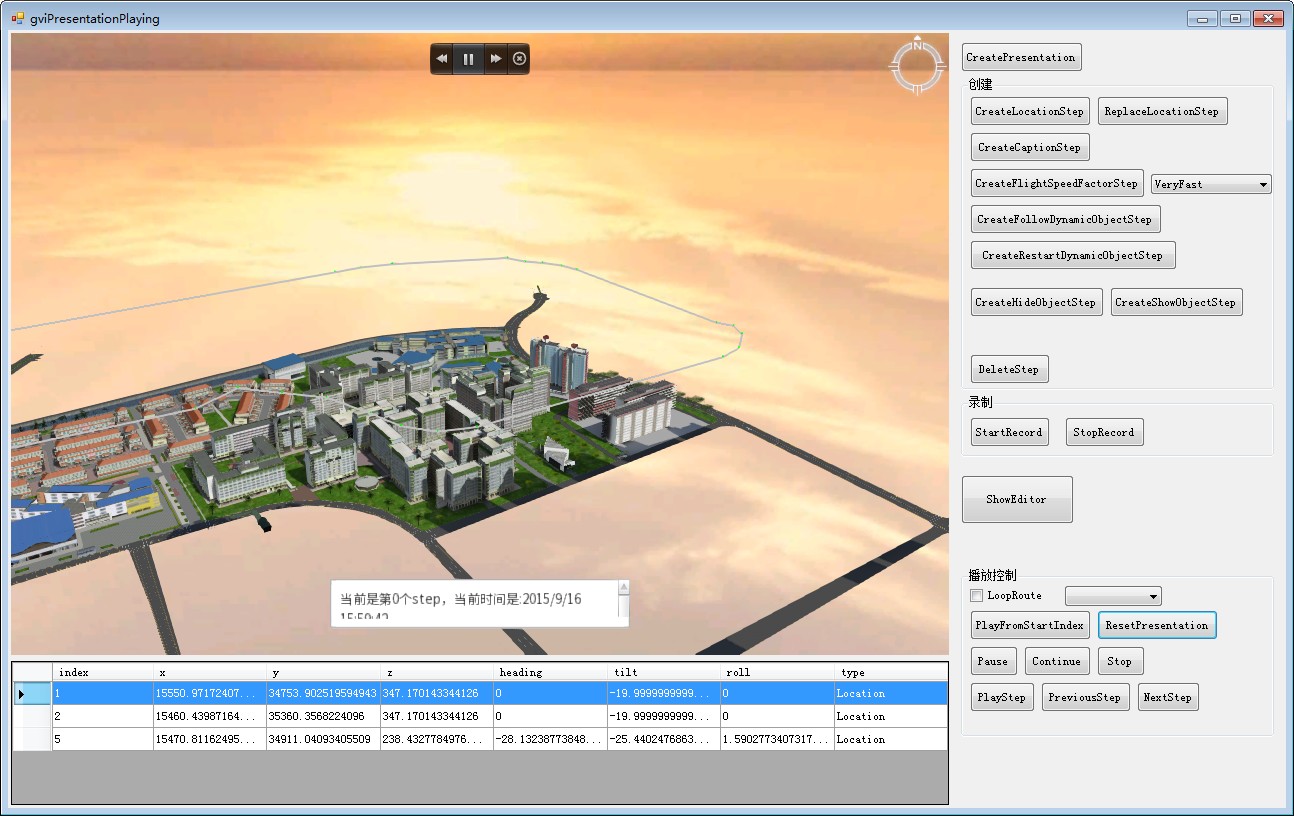 gviPresentationPlaying
N
CreatePresentation
创建
CreateLocationStep ReplaceLocationStep
CreateCaptionStep
CreateFlightSpeedFactorStep VeryFast
CreateFollowDynamicObjectStep
CreateRestartDynamicObjectStep
CreateHideObjectStep CreateShowObjectStep
DeleteStep
录制
StartRecord StopRecord
ShowEditor
播放控制
LoopRoute
PlayFromStartIndex ResetPresentation
Pause Continue Stop
PlayStep PreviousStep NextStep
当前是第0个step，当前时间是:2015/9/16
15:59:42
index x y z heading tilt roll type
1 15550.97172407... 34753.902519594943 347.170143344126 0 -19.9999999999... 0 Location
2 15460.43987164... 35360.3568224096 347.170143344126 0 -19.9999999999... 0 Location
5 15470.81162495... 34911.04093405509 238.4327784976... -28.13238773848... -25.4402476863... 1.5902773407317... Location